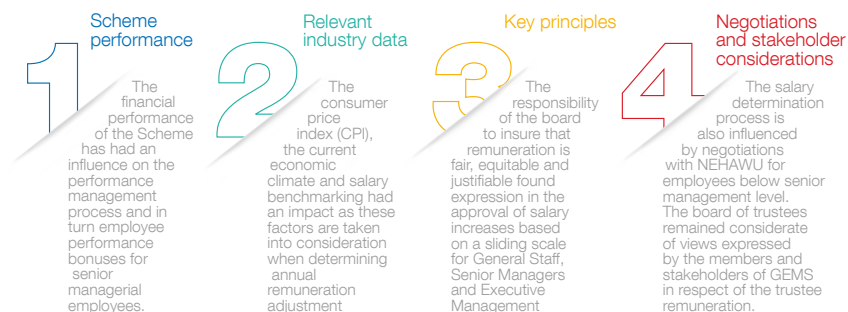 1
Scheme
performance
The
financial
performance
of the Scheme
has had an
influence on the
performance
management
process and in
turn employee
performance
bonuses for
senior
managerial
employees.
2
Relevant
industry data
The
consumer
price
index (CPI),
the current
economic
climate and salary
benchmarking had
an impact as these
factors are taken
into consideration
when determining
annual
remuneration
adjustment
3
Key principles
The
responsibility
of the board
to insure that
remuneration is
fair, equitable and
justifiable found
expression in the
approval of salary
increases based
on a sliding scale
for General Staff,
Senior Managers
and Executive
Management
4
Negotiations
and stakeholder
considerations
The salary
determination
process is
also influenced
by negotiations
with NEHAWU for
employees below senior
management level.
The board of trustees
remained considerate
of views expressed
by the members and
stakeholders of GEMS
in respect of the trustee
remuneration.